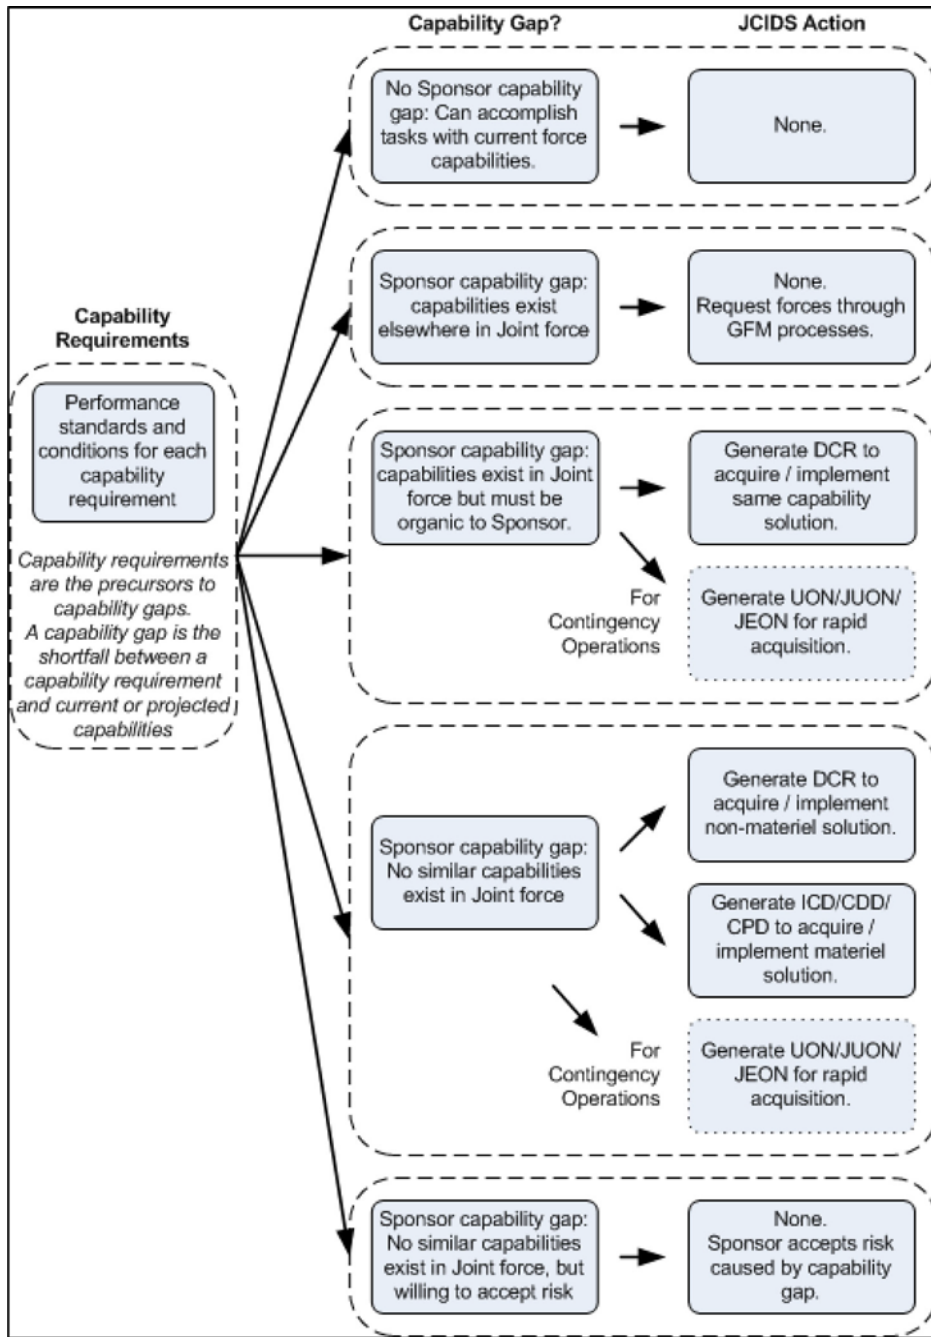 Capability Gap?
JCIDS Action
No Sponsor capability
gap: Can accomplish
tasks with current force
capabilities.
None.
Sponsor capability gap:
capabilities exist
elsewhere in Joint force
None.
Request forces through
GFM processes.
Capability
Requirements
Performance
standards and
conditions for each
capability
requirement
Capability requirements
are the precursors to
capability gaps.
A capability gap is the
shortfall between a
capability requirement
and current or projected
capabilities
Sponsor capability gap:
capabilities exist in Joint
force but must be
organic to Sponsor.
Generate DCR to
acquire / implement
same capability
solution.
For
Contingency
Operations
Generate UON/JUON/
JEON for rapid
acquisition.
Sponsor capability gap:
No similar capabilities
exist in Joint force
Generate DCR to
acquire / implement
non-materiel solution.
Generate ICD/CDD/
CPD to acquire /
implement materiel
solution.
For
Contingency
Operations
Generate UON/JUON/
JEON for rapid
acquisition.
Sponsor capability gap:
No similar capabilities
exist in Joint force, but
willing to accept risk
None.
Sponsor accepts risk
caused by capability
gap.